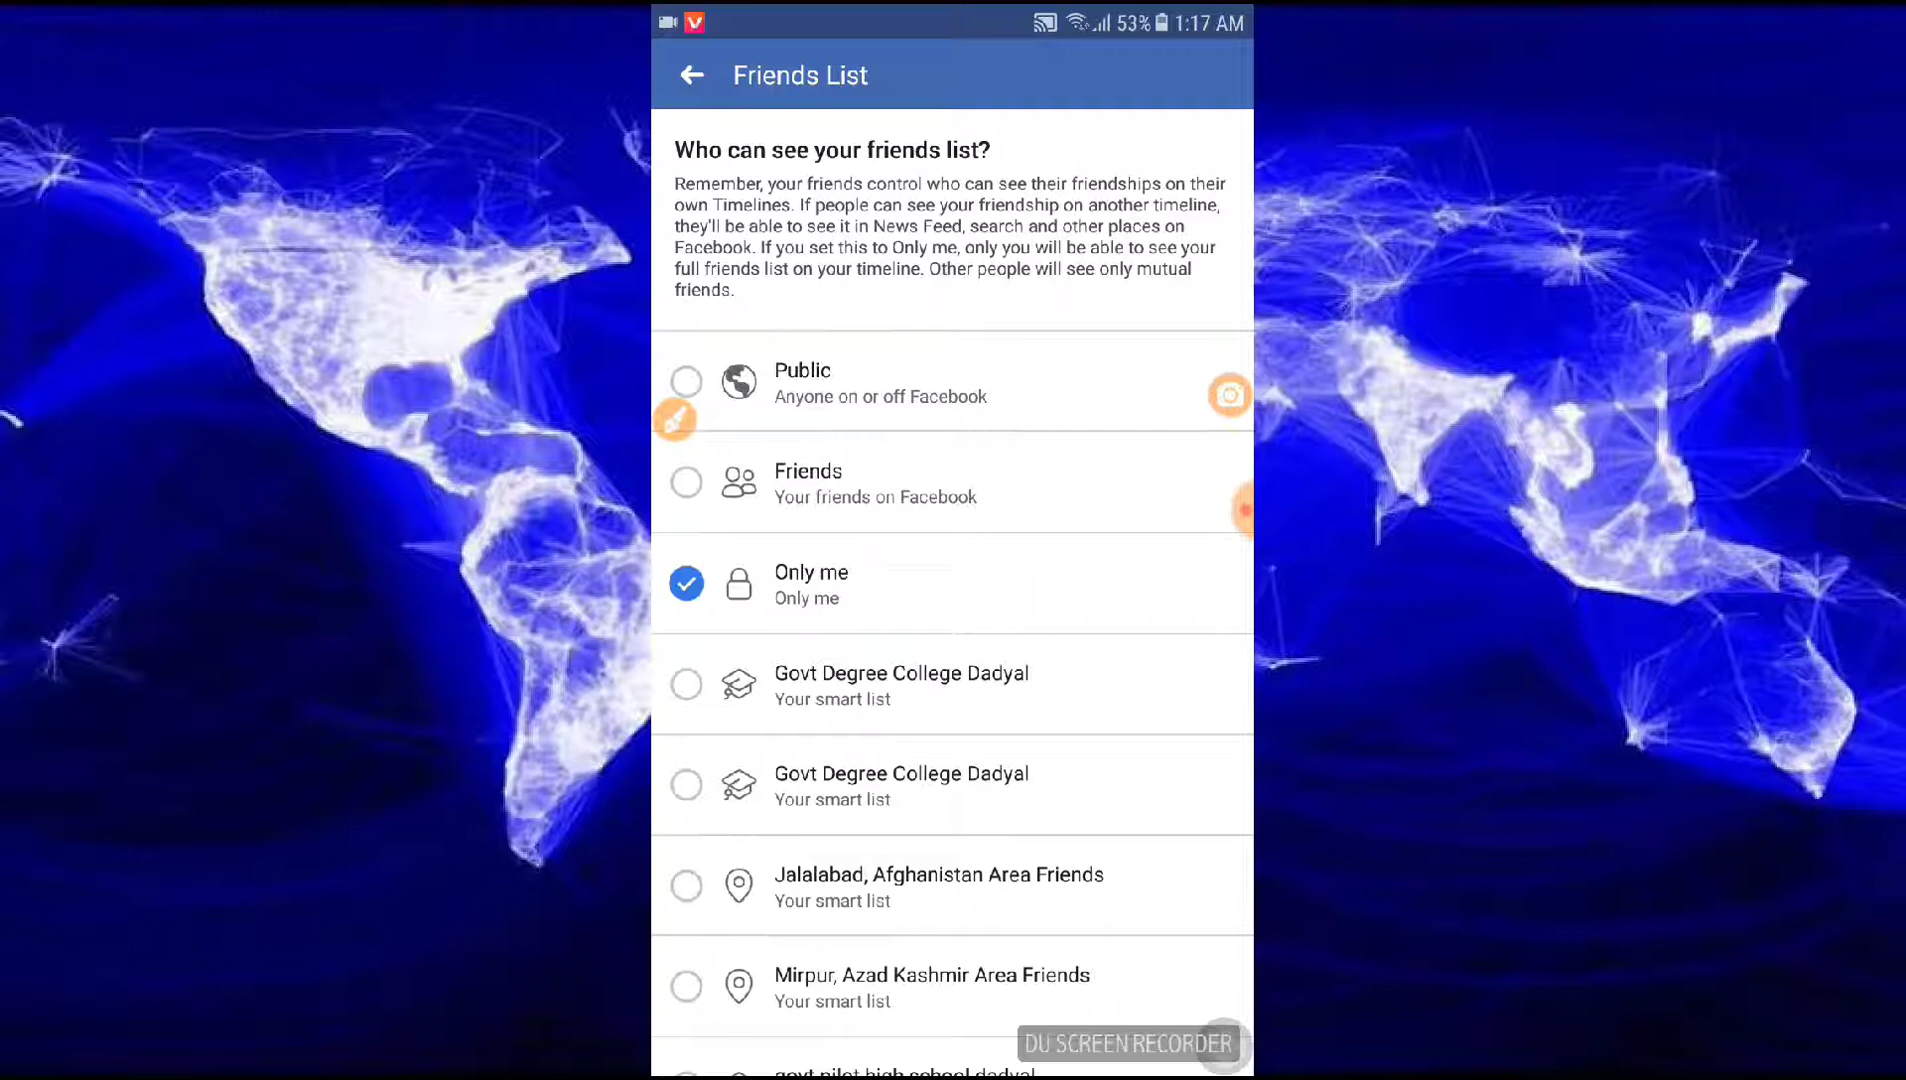 53% 1:17 AM
Friends List
Who can see your friends list?
Remember, your friends control who can see their friendships on their
own Timelines. If people can see your friendship on another timeline,
they'll be able to see it in News Feed, search and other places on
Facebook. If you set this to Only me, only you will be able to see your
full friends list on your timeline. Other people will see only mutual
friends.
Public
Anyone on or off Facebook
Friends
Your friends on Facebook
Only me
Only me
Govt Degree College Dadyal
Your smart list
Govt Degree College Dadyal
Your smart list
Jalalabad, Afghanistan Area Friends
Your smart list
Mirpur, Azad Kashmir Area Friends
Your smart list
DU SCREEN RECORDER
govt pilot high school dadyal